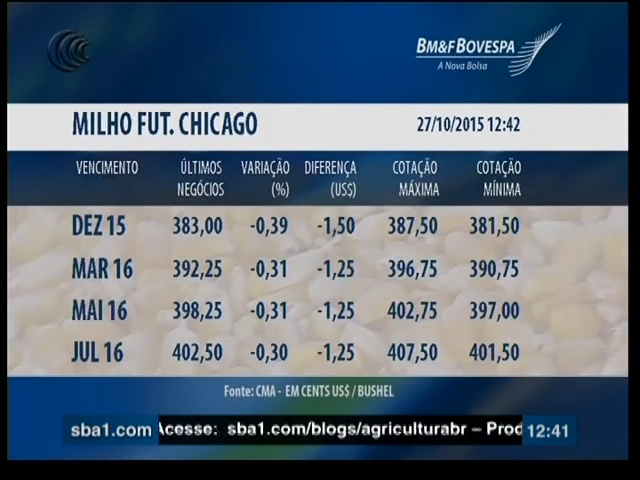 BM&FBOVESPA
A Nova Bolsa
MILHO FUT. CHICAGO 27/10/2015 12:42
VENCIMENTO ÚLTIMOS NEGÓCIOS VARIAÇÃO (%) DIFERENÇA (US$) COTAÇÃO MÁXIMA COTAÇÃO MÍNIMA
DEZ 15 383,00 -0,39 -1,50 387,50 381,50
MAR 16 392,25 -0,31 -1,25 396,75 390,75
MAI 16 398,25 -0,31 -1,25 402,75 397,00
JUL 16 402,50 -0,30 -1,25 407,50 401,50
Fonte: CMA - EM CENTS US$ / BUSHEL
sba1.com Acesse: sba1.com/blogs/agriculturabr – Prod 12:41